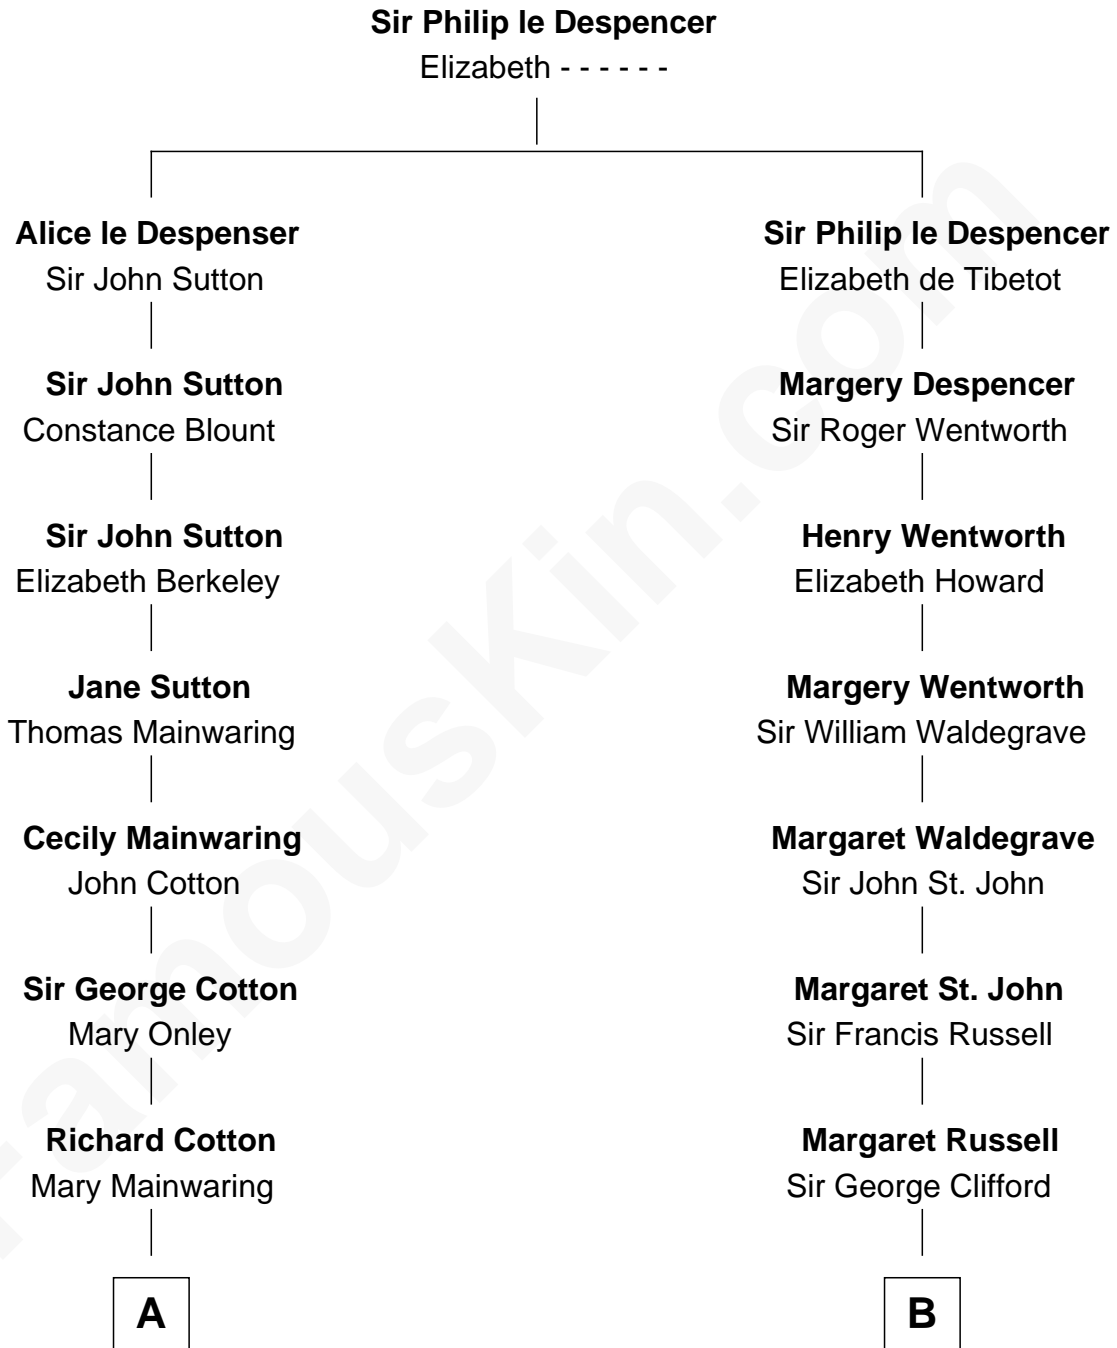 Sir Philip le Despencer
Elizabeth - - - - - -
Alice le Despenser
Sir John Sutton
Sir John Sutton
Constance Blount
Sir John Sutton
Elizabeth Berkeley
Jane Sutton
Thomas Mainwaring
Cecily Mainwaring
John Cotton
Sir George Cotton
Mary Onley
Richard Cotton
Mary Mainwaring
A
Sir Philip le Despencer
Elizabeth de Tibetot
Margery Despencer
Sir Roger Wentworth
Henry Wentworth
Elizabeth Howard
Margery Wentworth
Sir William Waldegrave
Margaret Waldegrave
Sir John St. John
Margaret St. John
Sir Francis Russell
Margaret Russell
Sir George Clifford
B
FamousKin.com